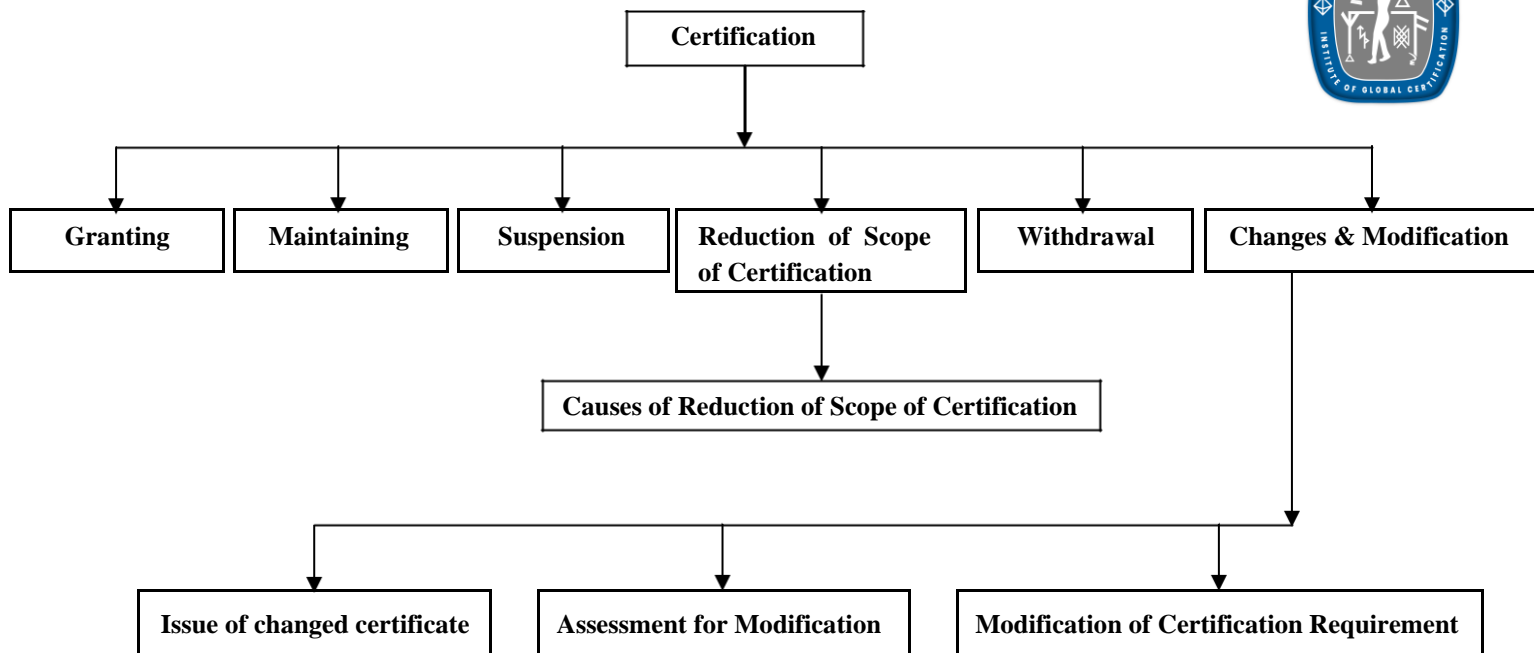 Certification
INSTITUTE OF GLOBAL CERTIFICATION
Granting
Maintaining
Suspension
Reduction of Scope
of Certification
Withdrawal
Changes & Modification
Causes of Reduction of Scope of Certification
Issue of changed certificate
Assessment for Modification
Modification of Certification Requirement